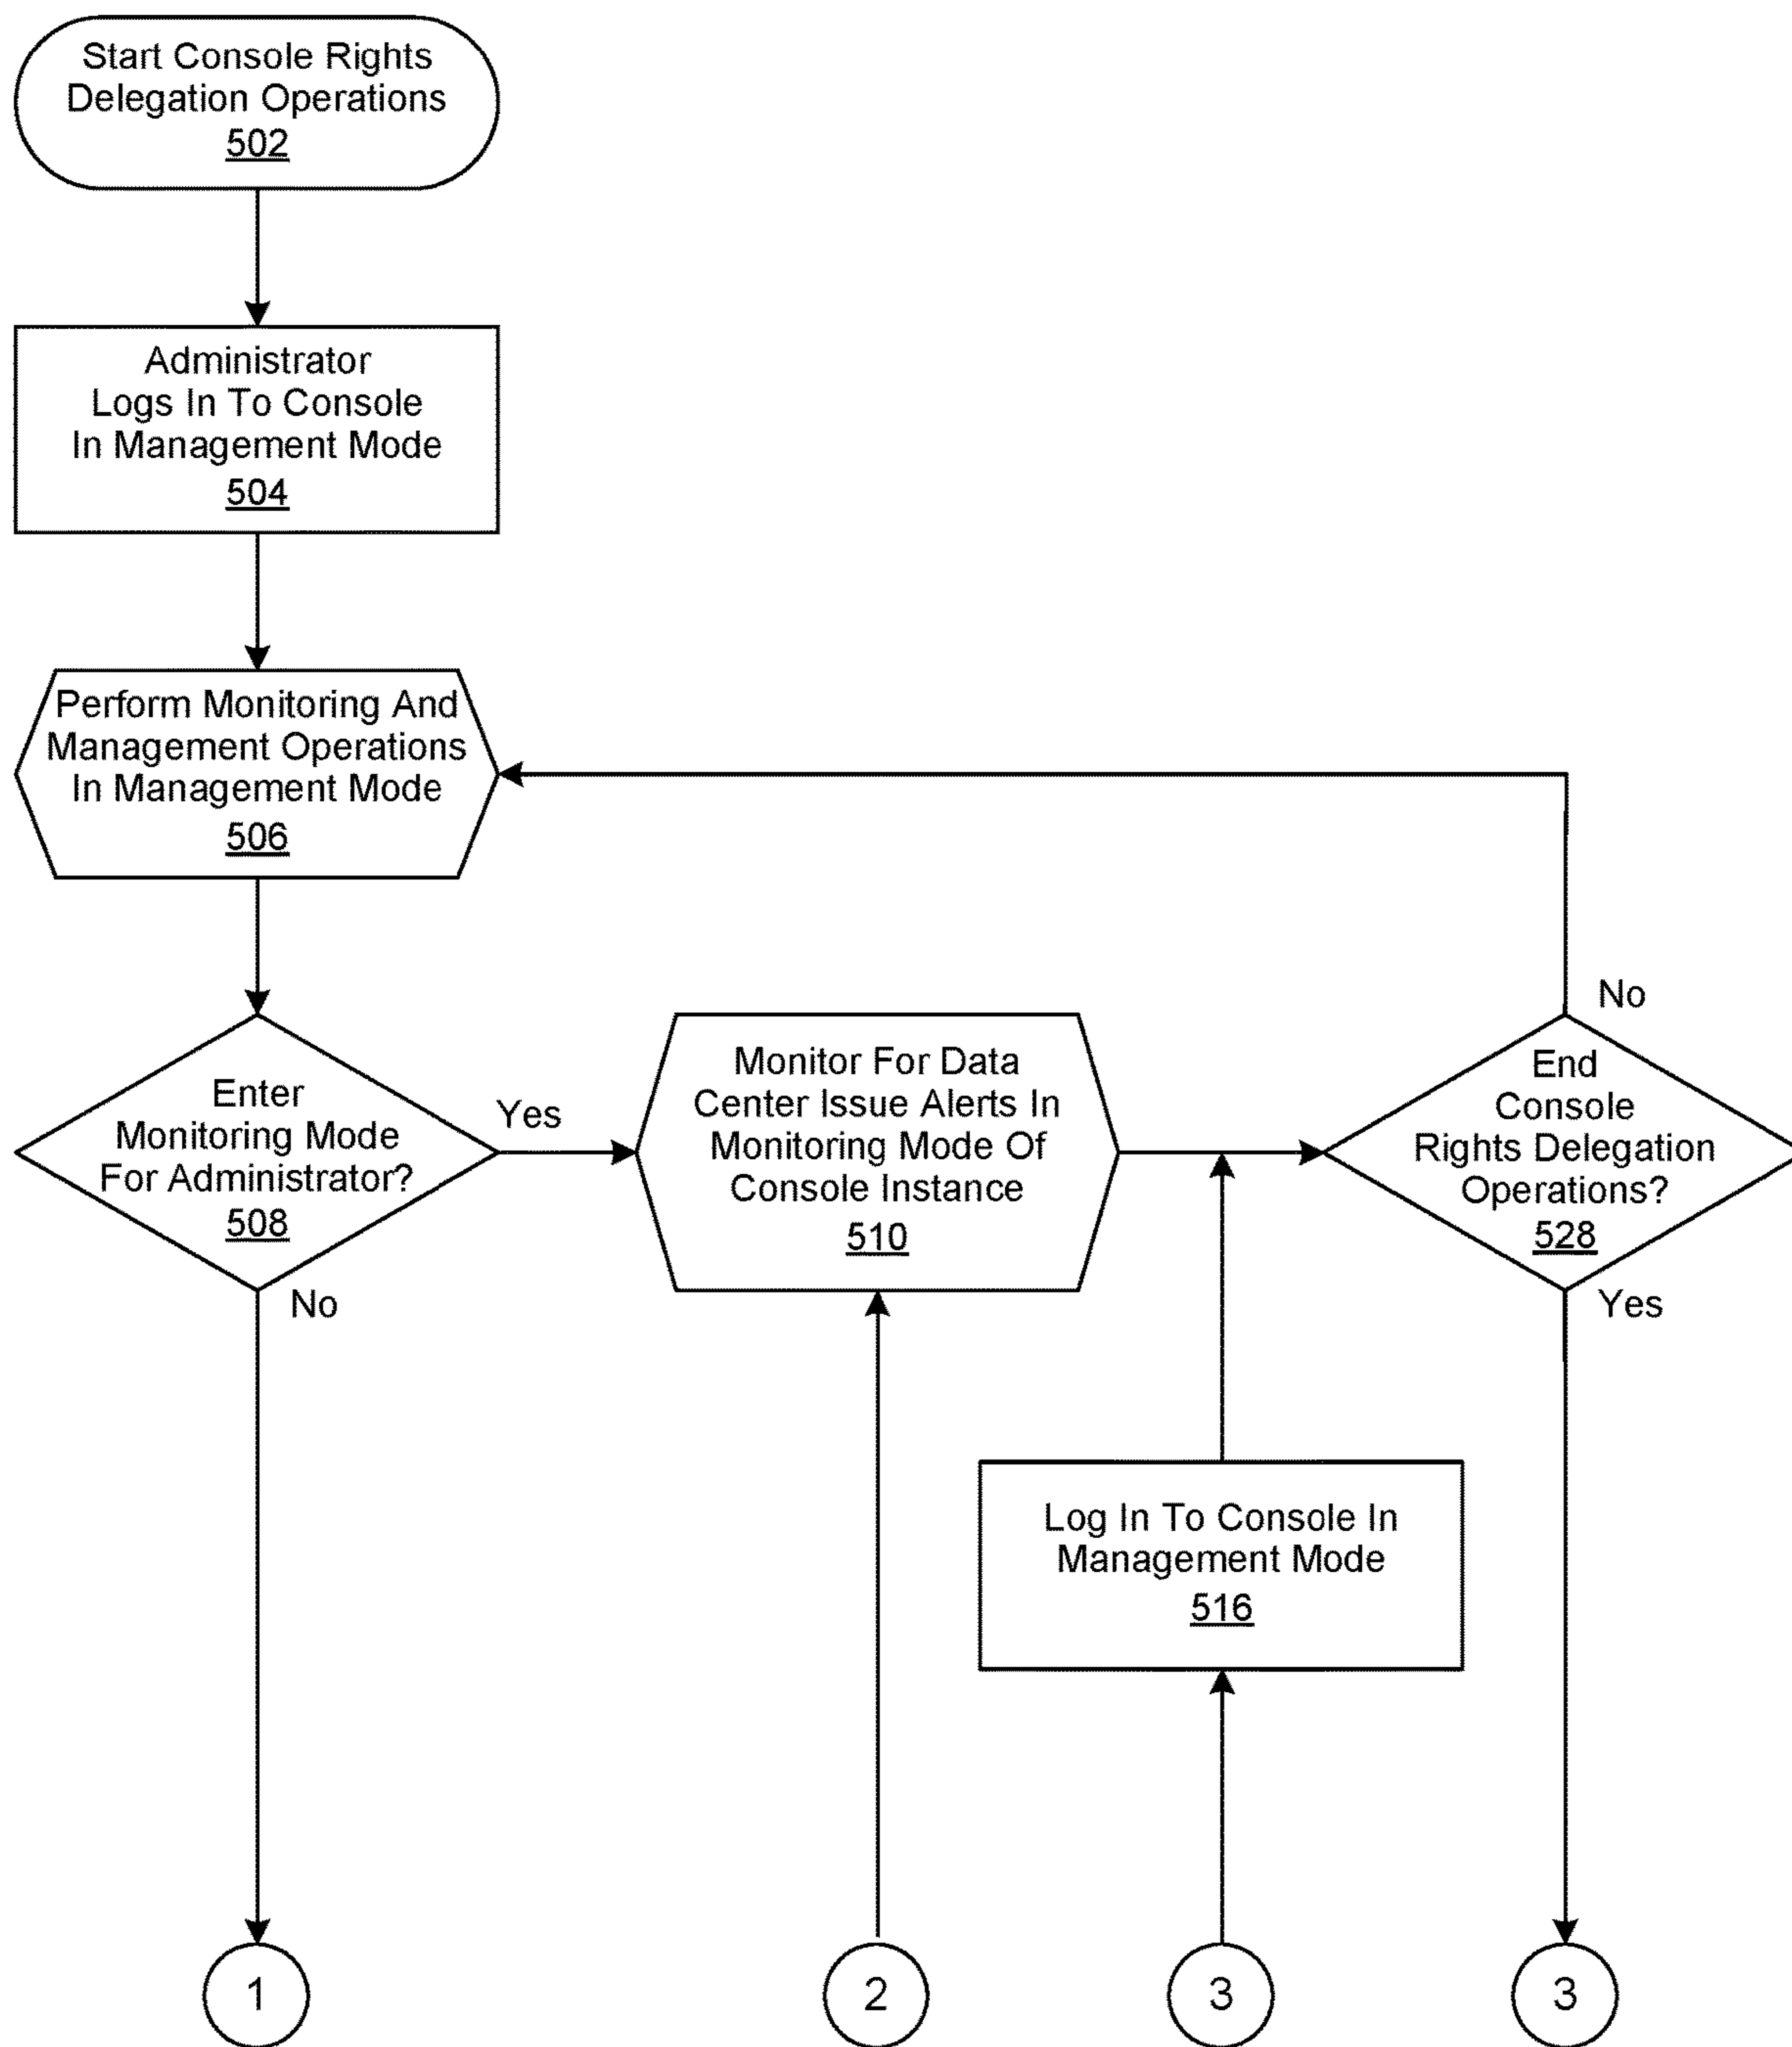 Start Console Rights
Delegation Operations
502
Administrator
Logs In To Console
In Management Mode
504
Perform Monitoring And
Management Operations
In Management Mode
506
Enter
Monitoring Mode
For Administrator?
508
Yes
No
Monitor For Data
Center Issue Alerts In
Monitoring Mode Of
Console Instance
510
No
End
Console
Rights Delegation
Operations?
528
Yes
Log In To Console In
Management Mode
516
1
2
3
3